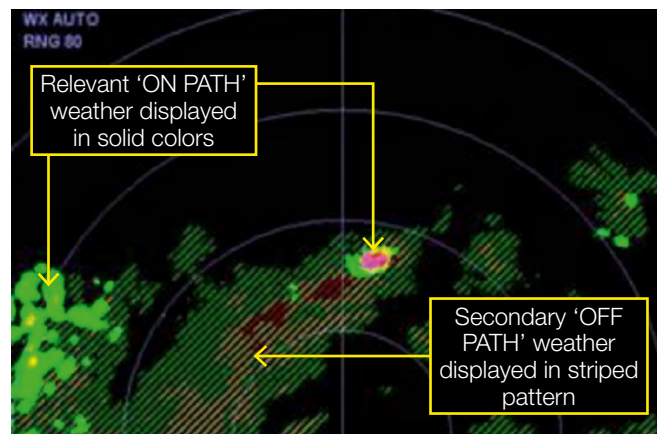 WX AUTO
RNG 80
Relevant ‘ON PATH’
weather displayed
in solid colors
Secondary ‘OFF
PATH’ weather
displayed in striped
pattern